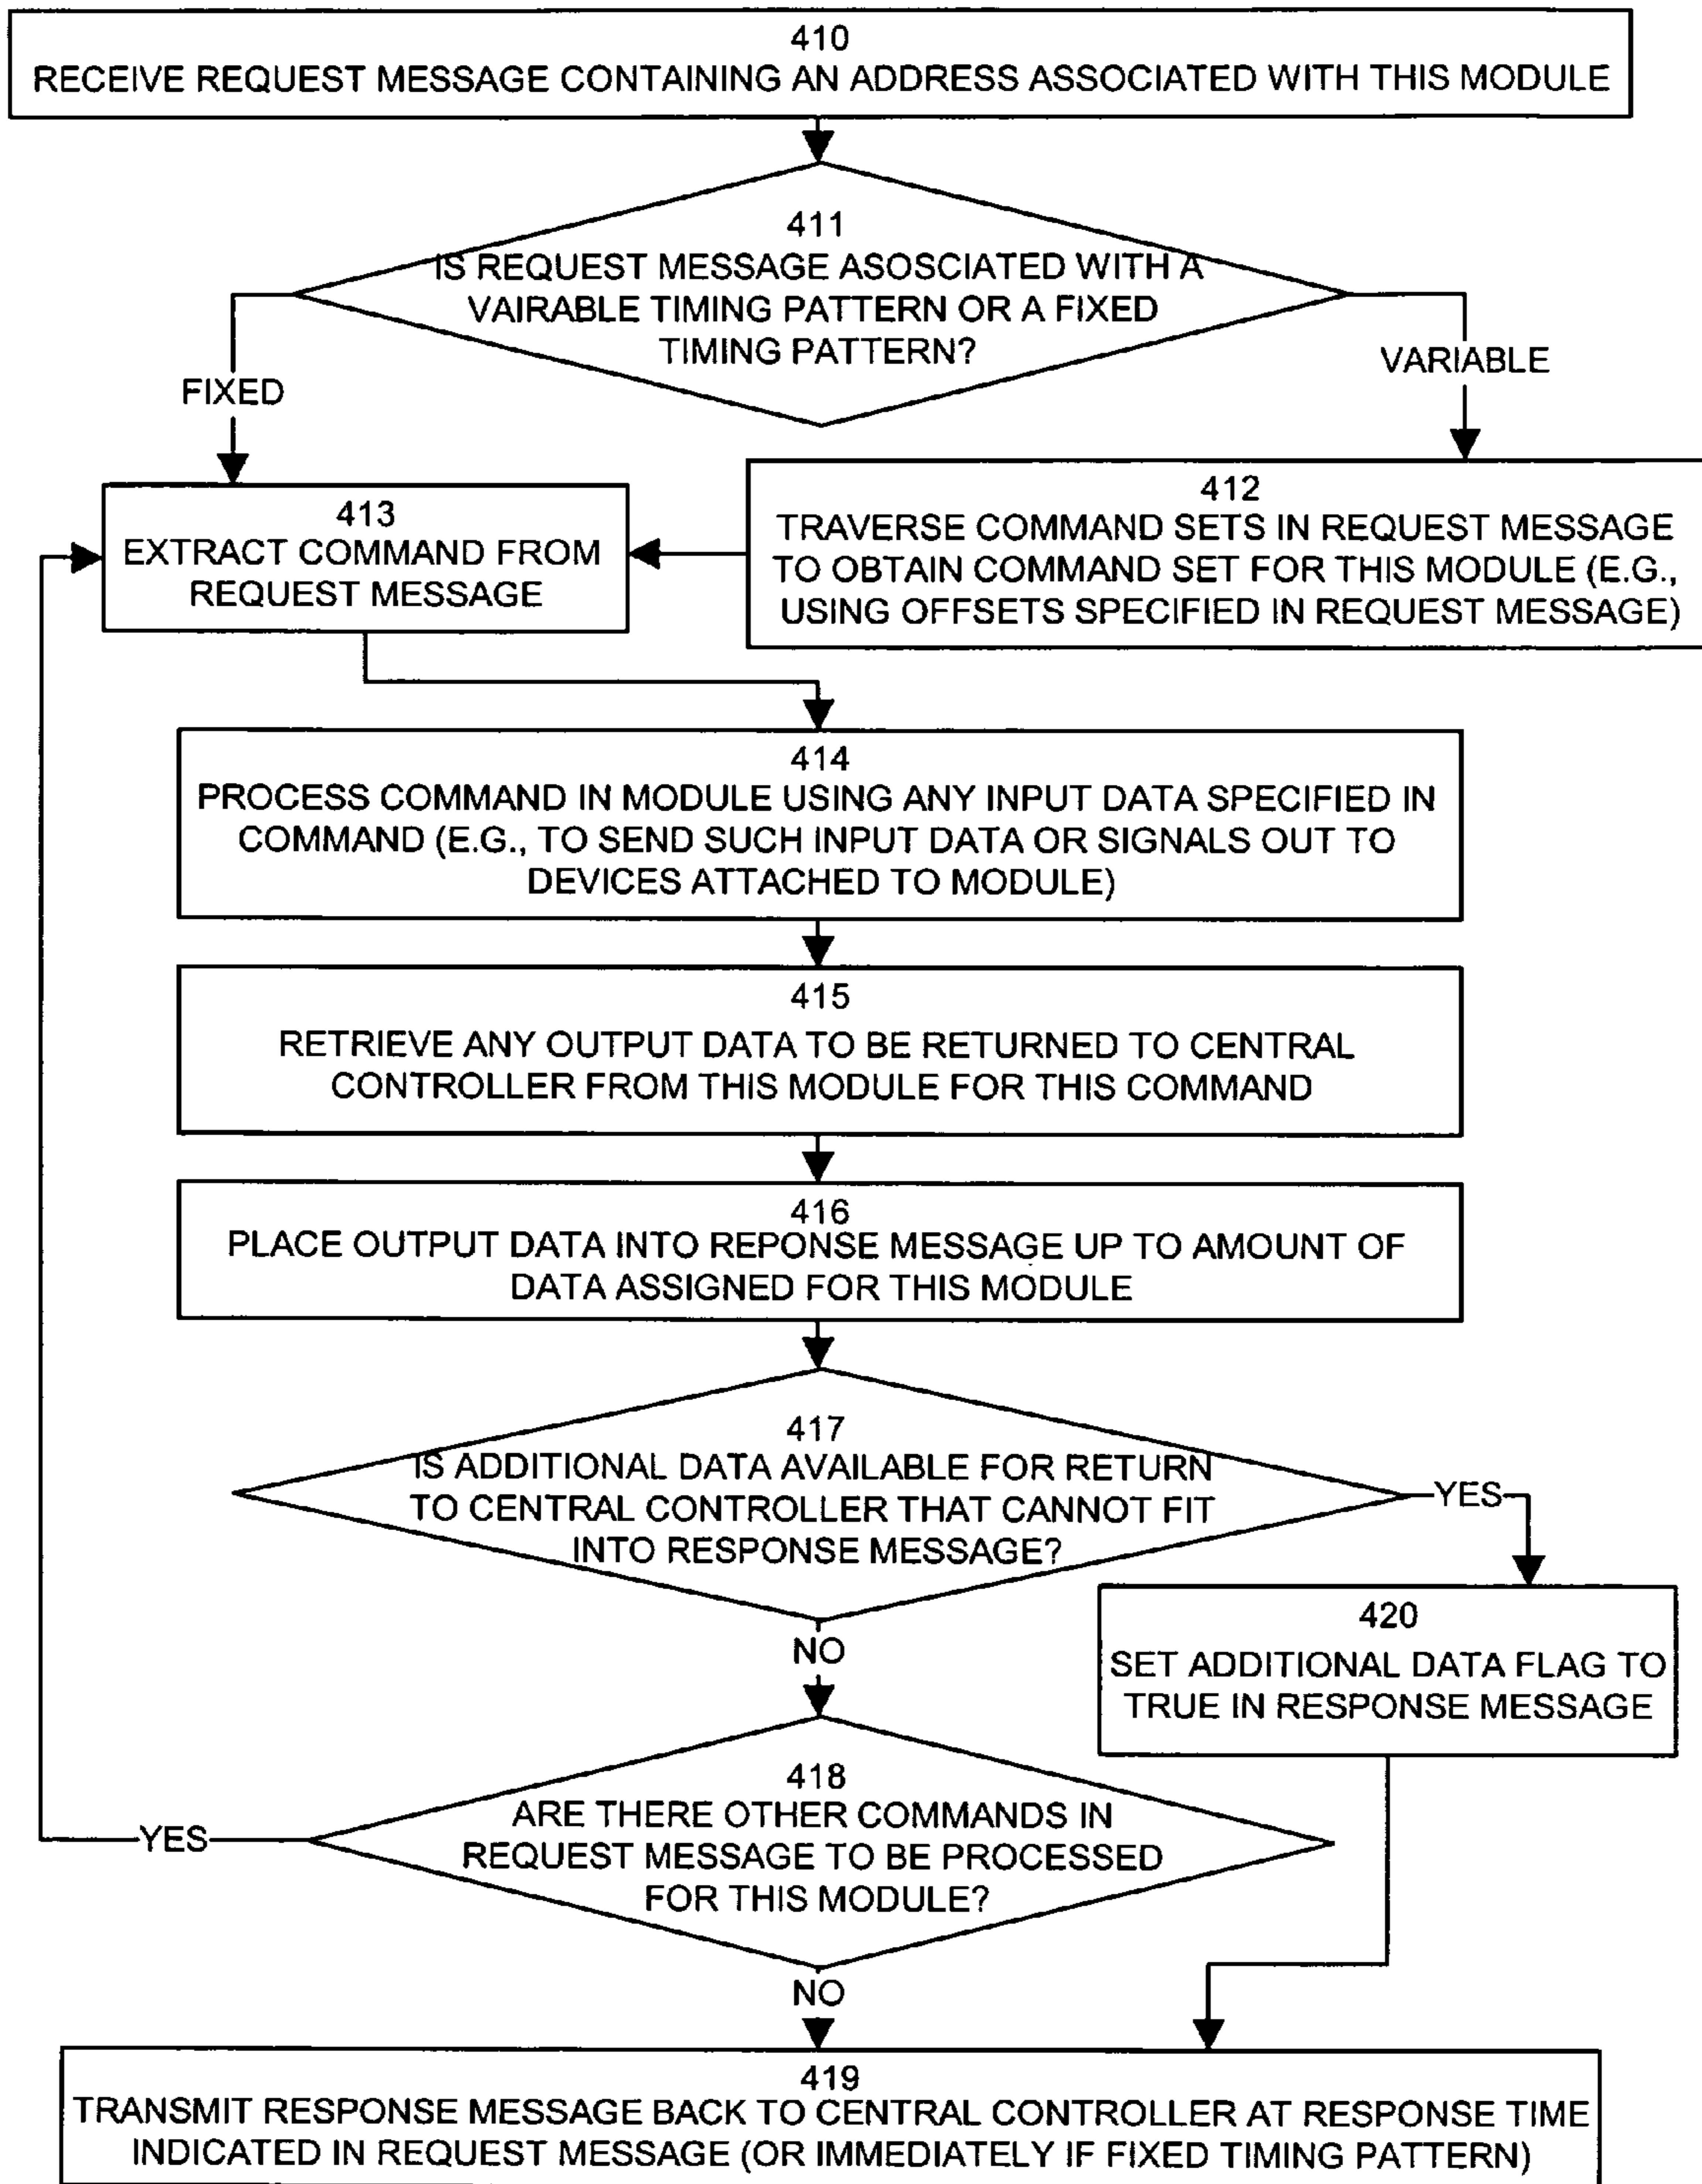 410
RECEIVE REQUEST MESSAGE CONTAINING AN ADDRESS ASSOCIATED WITH THIS MODULE
411
IS REQUEST MESSAGE ASOSCIATED WITH A
VAIRABLE TIMING PATTERN OR A FIXED
TIMING PATTERN?
FIXED
VARIABLE
412
TRAVERSE COMMAND SETS IN REQUEST MESSAGE
TO OBTAIN COMMAND SET FOR THIS MODULE (E.G.,
USING OFFSETS SPECIFIED IN REQUEST MESSAGE)
413
EXTRACT COMMAND FROM
REQUEST MESSAGE
414
PROCESS COMMAND IN MODULE USING ANY INPUT DATA SPECIFIED IN
COMMAND (E.G., TO SEND SUCH INPUT DATA OR SIGNALS OUT TO
DEVICES ATTACHED TO MODULE)
415
RETRIEVE ANY OUTPUT DATA TO BE RETURNED TO CENTRAL
CONTROLLER FROM THIS MODULE FOR THIS COMMAND
416
PLACE OUTPUT DATA INTO REPONSE MESSAGE UP TO AMOUNT OF
DATA ASSIGNED FOR THIS MODULE
417
IS ADDITIONAL DATA AVAILABLE FOR RETURN
TO CENTRAL CONTROLLER THAT CANNOT FIT
INTO RESPONSE MESSAGE?
YES
NO
420
SET ADDITIONAL DATA FLAG TO
TRUE IN RESPONSE MESSAGE
418
ARE THERE OTHER COMMANDS IN
REQUEST MESSAGE TO BE PROCESSED
FOR THIS MODULE?
YES
NO
419
TRANSMIT RESPONSE MESSAGE BACK TO CENTRAL CONTROLLER AT RESPONSE TIME
INDICATED IN REQUEST MESSAGE (OR IMMEDIATELY IF FIXED TIMING PATTERN)